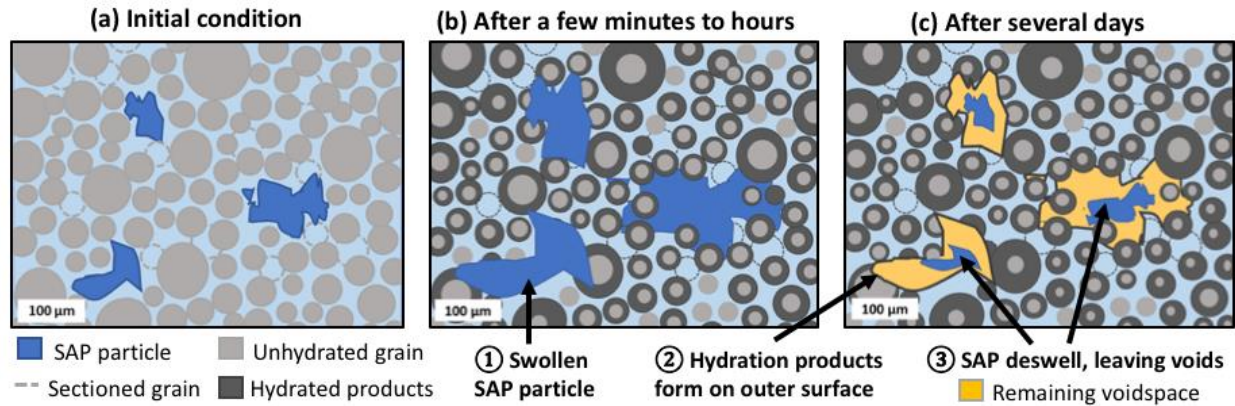 (a) Initial condition
(b) After a few minutes to hours
(c) After several days
100 µm
100 µm
100 µm
SAP particle
Unhydrated grain
Sectioned grain
Hydrated products
① Swollen
SAP particle
② Hydration products
form on outer surface
③ SAP deswell, leaving voids
Remaining voidspace